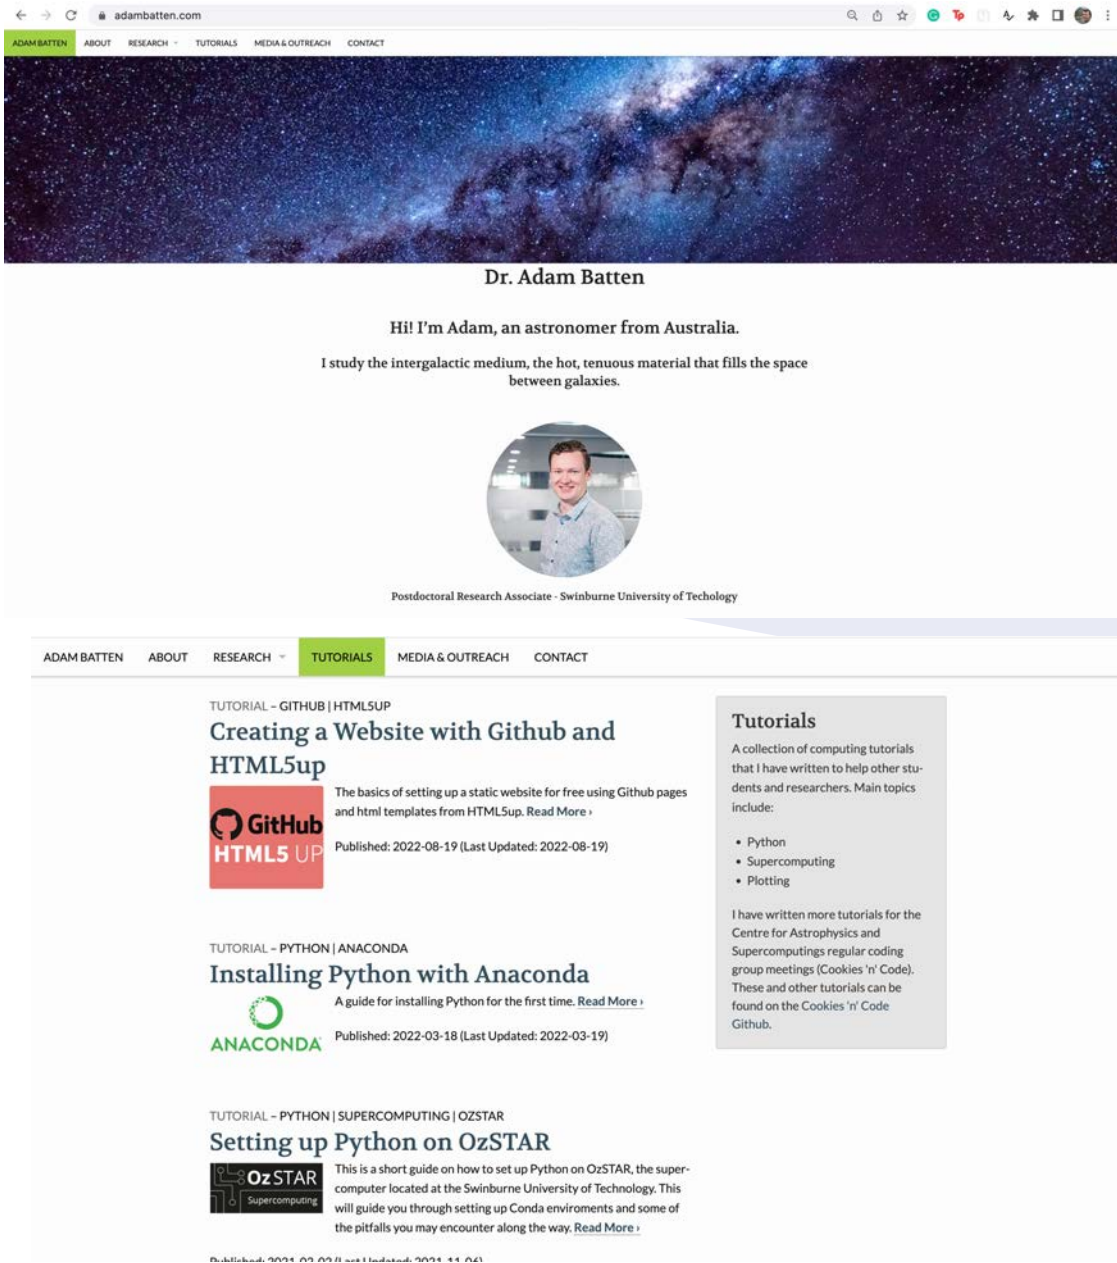 adambatten.com
ADAM BATTEN ABOUT RESEARCH TUTORIALS MEDIA & OUTREACH CONTACT
Dr. Adam Batten
Hi! I'm Adam, an astronomer from Australia.
I study the intergalactic medium, the hot, tenuous material that fills the space
between galaxies.
Postdoctoral Research Associate - Swinburne University of Techology
ADAM BATTEN ABOUT RESEARCH TUTORIALS MEDIA & OUTREACH CONTACT
TUTORIAL – GITHUB | HTML5UP
Creating a Website with Github and
HTML5up
GitHub
HTML5 UP
The basics of setting up a static website for free using Github pages
and html templates from HTML5up. Read More ›
Published: 2022-08-19 (Last Updated: 2022-08-19)
TUTORIAL – PYTHON | ANACONDA
Installing Python with Anaconda
ANACONDA
A guide for installing Python for the first time. Read More ›
Published: 2022-03-18 (Last Updated: 2022-03-19)
TUTORIAL – PYTHON | SUPERCOMPUTING | OZSTAR
Setting up Python on OzSTAR
OzSTAR
Supercomputing
This is a short guide on how to set up Python on OzSTAR, the super-
computer located at the Swinburne University of Technology. This
will guide you through setting up Conda enviroments and some of
the pitfalls you may encounter along the way. Read More ›
Published: 2021-02-02 (Last Updated: 2021-11-06)
Tutorials
A collection of computing tutorials
that I have written to help other stu-
dents and researchers. Main topics
include:
• Python
• Supercomputing
• Plotting
I have written more tutorials for the
Centre for Astrophysics and
Supercomputings regular coding
group meetings (Cookies 'n' Code).
These and other tutorials can be
found on the Cookies 'n' Code
Github.